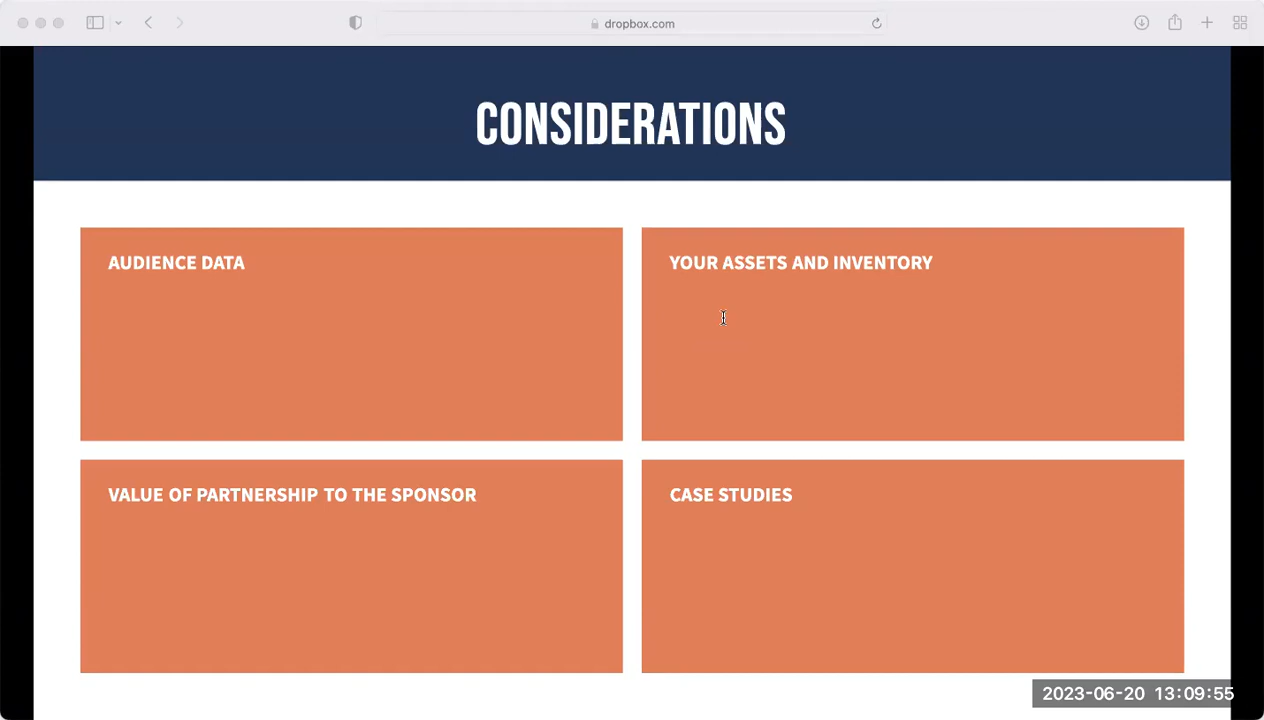 dropbox.com
CONSIDERATIONS
AUDIENCE DATA
YOUR ASSETS AND INVENTORY
VALUE OF PARTNERSHIP TO THE SPONSOR
CASE STUDIES
2023-06-20 13:09:55